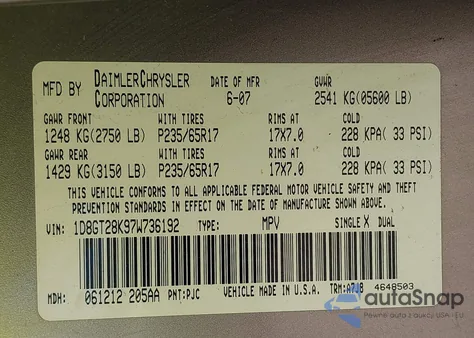 MFD BY DAIMLERCHRYSLER CORPORATION DATE OF MFR 6-07 GVWR 2541 KG(05600 LB)
GAWR FRONT WITH TIRES RIMS AT COLD
1248 KG(2750 LB) P235/65R17 17X7.0 228 KPA( 33 PSI)
GAWR REAR WITH TIRES RIMS AT COLD
1429 KG(3150 LB) P235/65R17 17X7.0 228 KPA( 33 PSI)
THIS VEHICLE CONFORMS TO ALL APPLICABLE FEDERAL MOTOR VEHICLE SAFETY AND THEFT
PREVENTION STANDARDS IN EFFECT ON THE DATE OF MANUFACTURE SHOWN ABOVE.
VIN: 1D8GT28K97W736192 TYPE: MPV SINGLE X DUAL
MDH: 061212 205AA PNT:PJC VEHICLE MADE IN U.S.A. TRM:A7J8 4648503
autoSnap